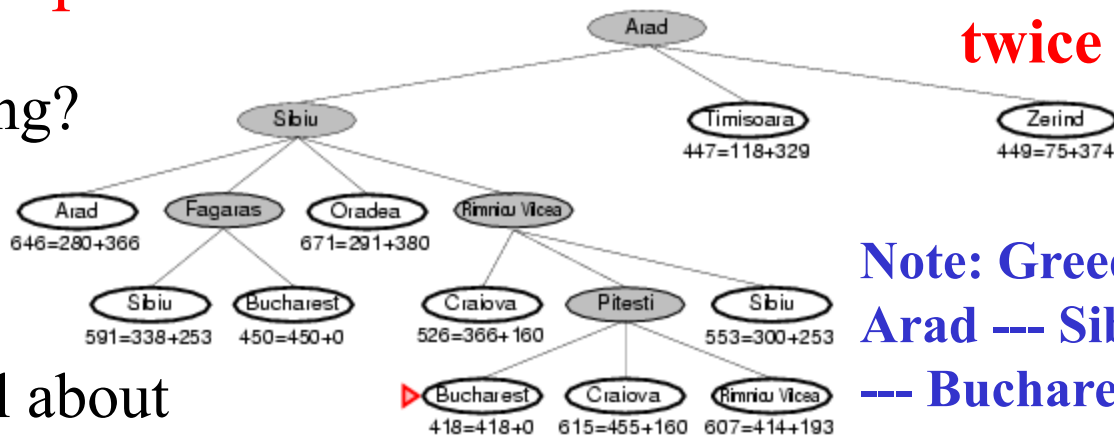 Arad
twice
ng?
Sibiu
Timisoara
Zerind
447=118+329
449=75+374
Arad
Fagaras
Oradea
Rimnicu Vilcea
646=280+366
671=291+380
Note: Greed
Sibiu
Bucharest
Craiova
Pitesti
Sibiu
591=338+253
450=450+0
526=366+160
553=300+253
Arad --- Sib
l about
Bucharest
Craiova
Rimnicu Vilcea
--- Buchare
418=418+0
615=455+160
607=414+193